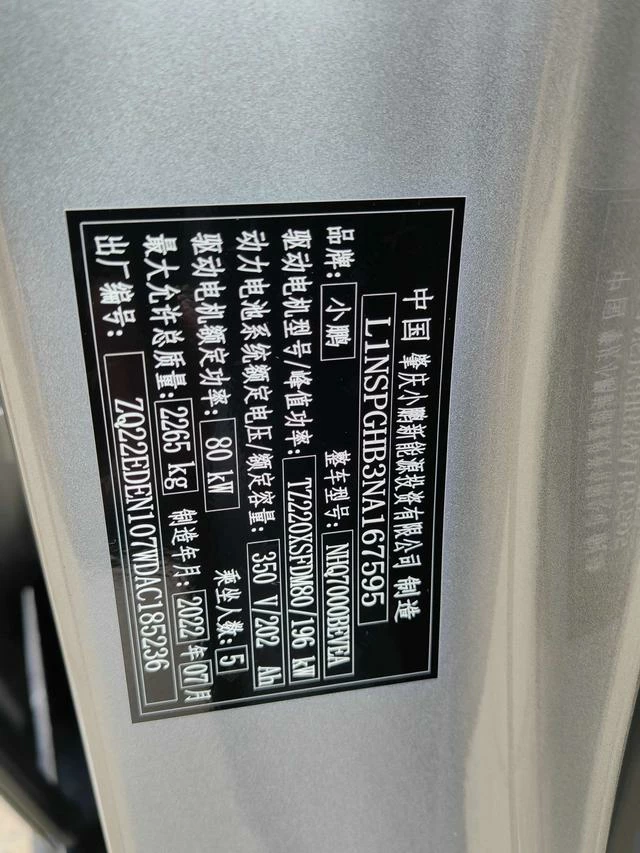 中国 肇庆小鹏新能源投资有限公司 制造
L1NSPGHB3NA167595
品牌: 小鹏 整车型号: NHQ7000BEVEA
驱动电机型号/峰值功率: TZ220XSFDM80/196 kW
动力电池系统额定电压/额定容量: 350 V/202 Ah
驱动电机额定功率: 80 kW 乘坐人数: 5
最大允许总质量: 2265 kg 制造年月: 2022 年 07月
出厂编号: ZQ22EDEN107WDAC185236